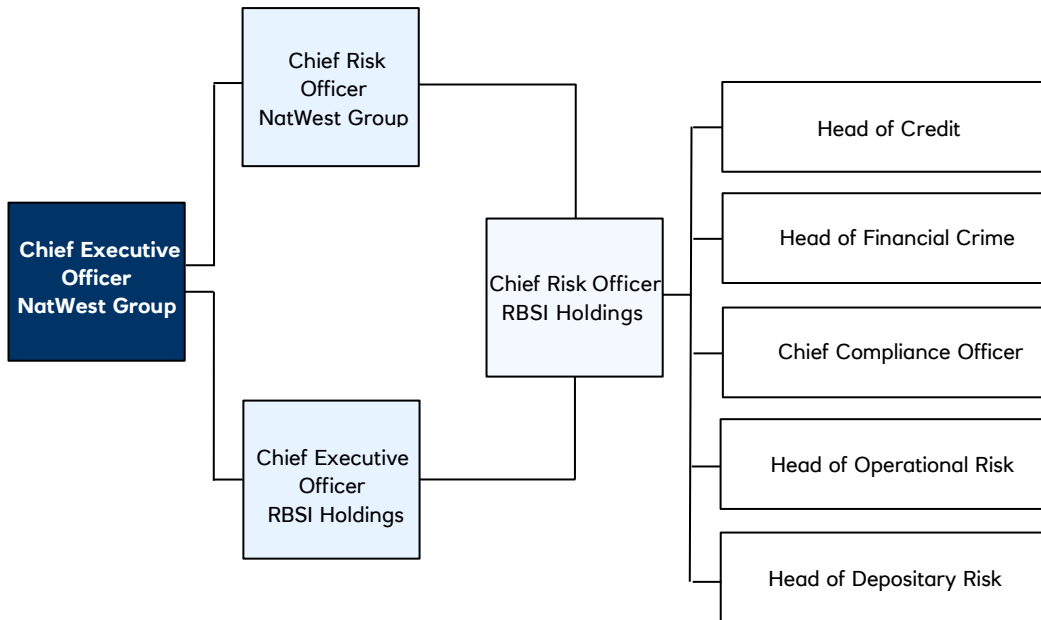 Chief Executive
Officer
NatWest Group
Chief Risk
Officer
NatWest Group
Chief Executive
Officer
RBSI Holdings
Chief Risk Officer
RBSI Holdings
Head of Credit
Head of Financial Crime
Chief Compliance Officer
Head of Operational Risk
Head of Depositary Risk